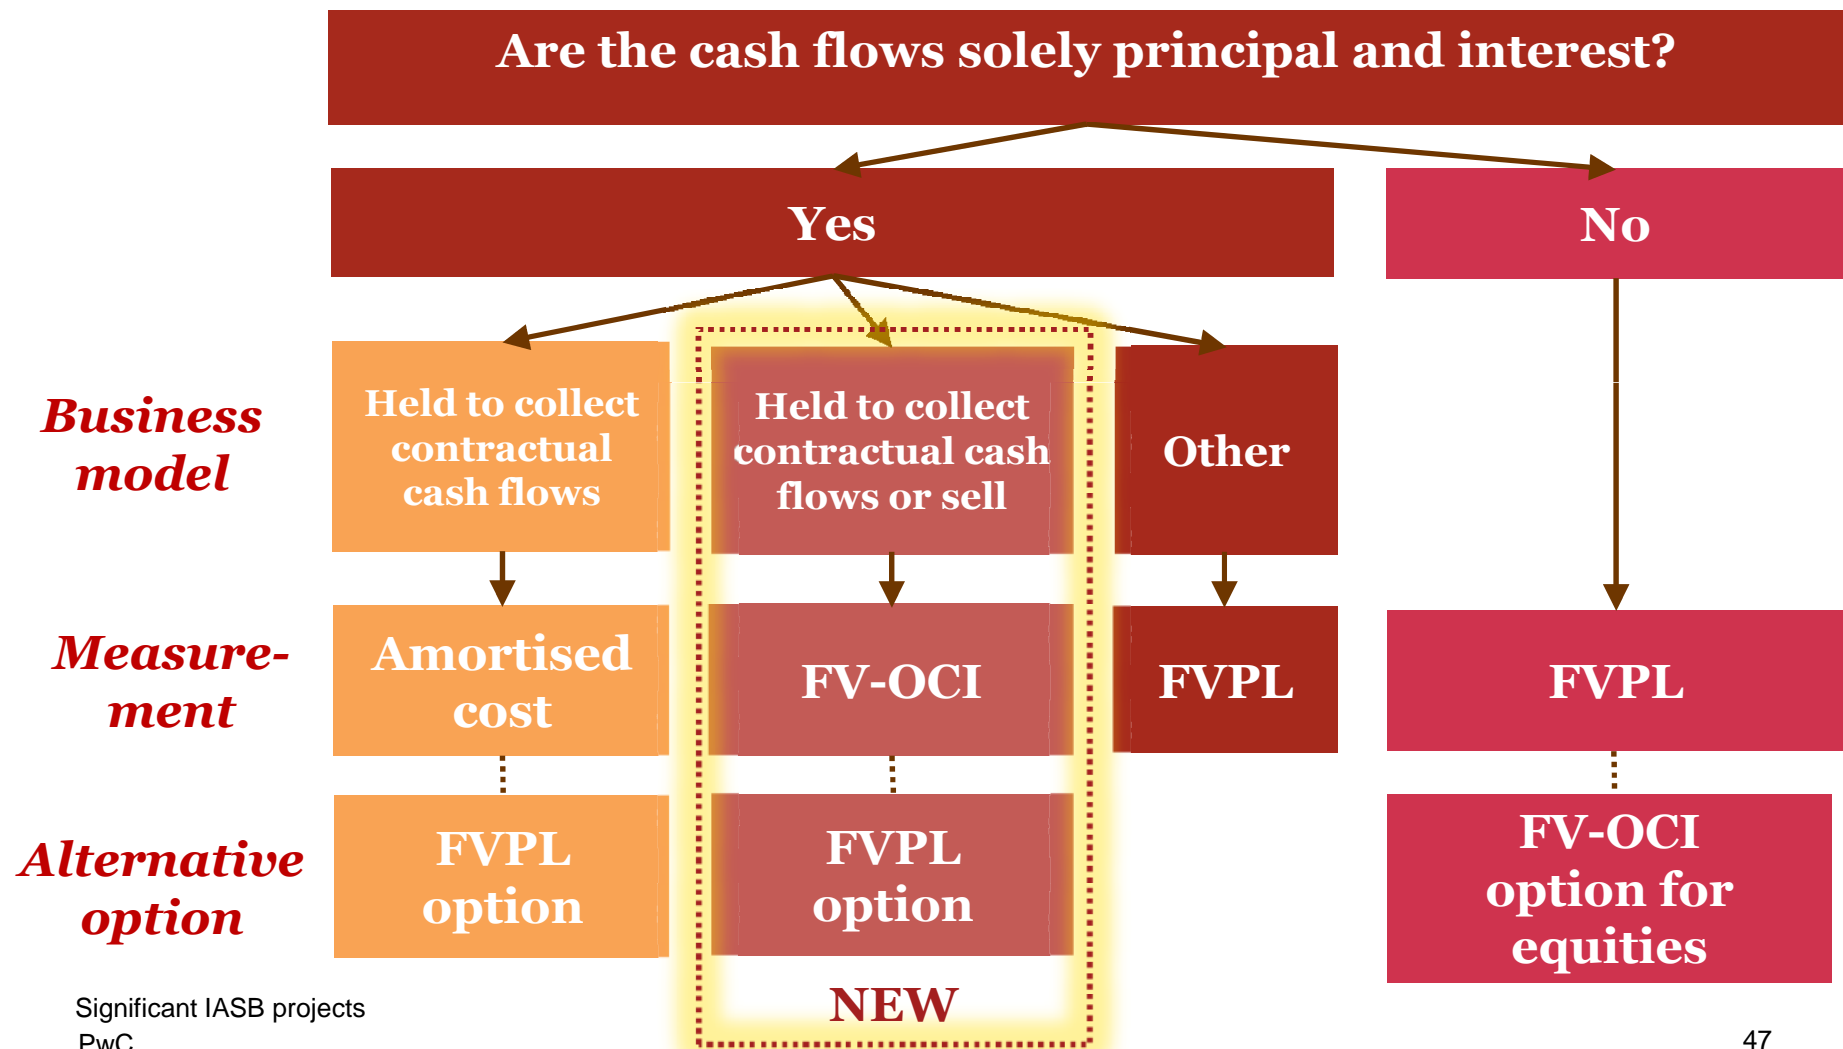 Are the cash flows solely principal and interest?
Yes
No
Business
model
Held to collect
contractual
cash flows
Held to collect
contractual cash
flows or sell
Other
Measure-
ment
Amortised
cost
FV-OCI
FVPL
FVPL
Alternative
option
FVPL
option
FVPL
option
FV-OCI
option for
equities
NEW
Significant IASB projects
PwC
47